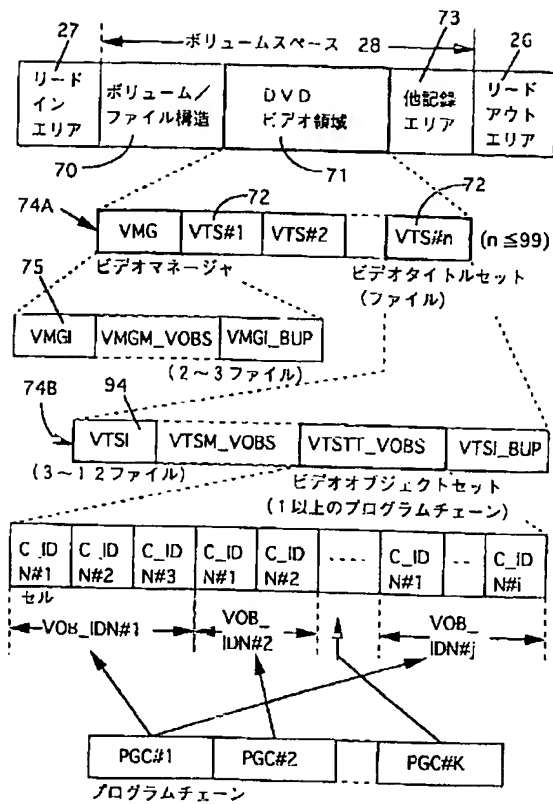 27
ボリュームスペース 28
73
26
リード
イン
エリア
ボリューム/
ファイル構造
DVD
ビデオ領域
他記録
エリア
リード
アウト
エリア
70
71
72
72
74A
VMG
VTS#1
VTS#2
VTS#n
(n≦99)
ビデオマネージャ
ビデオタイトルセット
(ファイル)
75
VMGI
VMGM_VOBS
VMGI_BUP
(2~3ファイル)
94
74B
VTSI
VTSM_VOBS
VTSTT_VOBS
VTSI_BUP
(3~12ファイル)
ビデオオブジェクトセット
(1以上のプログラムチェーン)
C_ID
N#1
C_ID
N#2
C_ID
N#3
C_ID
N#1
C_ID
N#2
-----
C_ID
N#1
--
C_ID
N#i
セル
VOB_IDN#1
VOB_
IDN#2
VOB_
IDN#j
PGC#1
PGC#2
PGC#K
プログラムチェーン